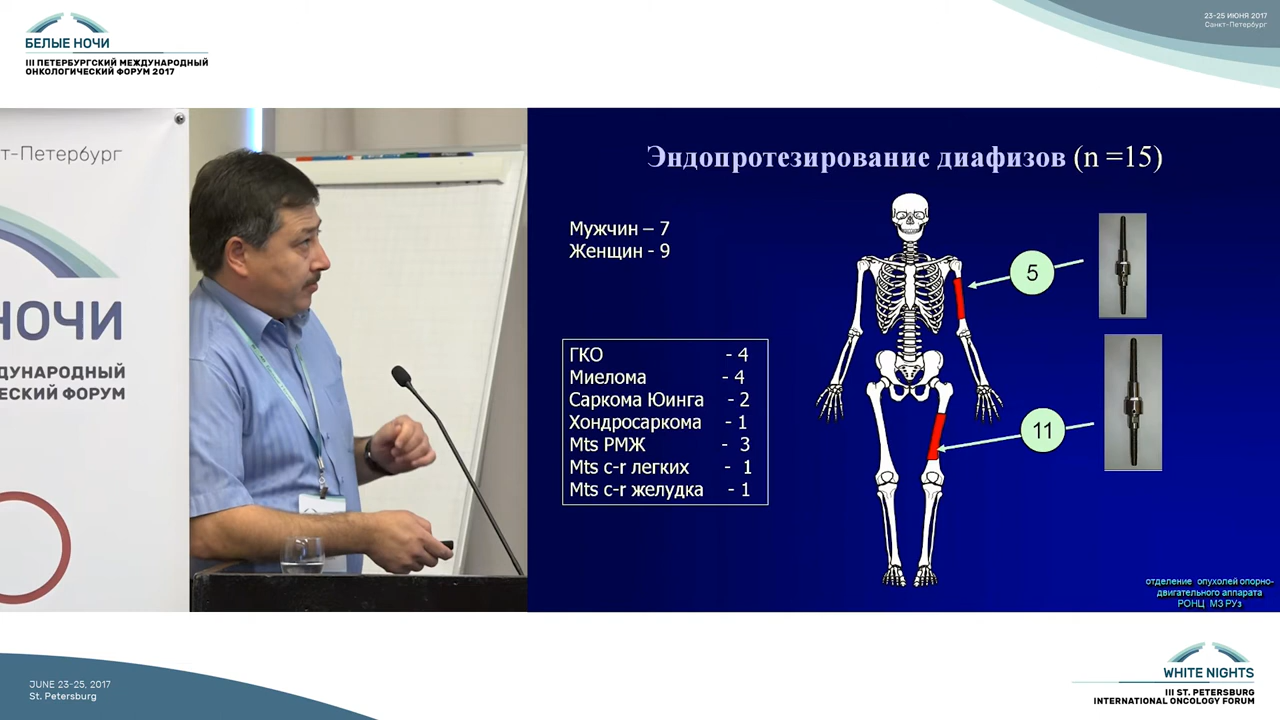 БЕЛЫЕ НОЧИ
III ПЕТЕРБУРГСКИЙ МЕЖДУНАРОДНЫЙ
ОНКОЛОГИЧЕСКИЙ ФОРУМ 2017
23-25 ИЮНЯ 2017
Санкт-Петербург
т-Петербург
НОЧИ
ДУНАРОДНЫЙ
ЕСКИЙ ФОРУМ
Эндопротезирование диафизов (n =15)
Мужчин – 7
Женщин - 9
ГКО - 4
Миелома - 4
Саркома Юинга - 2
Хондросаркома - 1
Mts РМЖ - 3
Mts c-r легких - 1
Mts c-r желудка - 1
5
11
отделение опухолей опорно-
двигательного аппарата
РОНЦ МЗ РУз
JUNE 23-25, 2017
St. Petersburg
WHITE NIGHTS
III ST. PETERSBURG
INTERNATIONAL ONCOLOGY FORUM